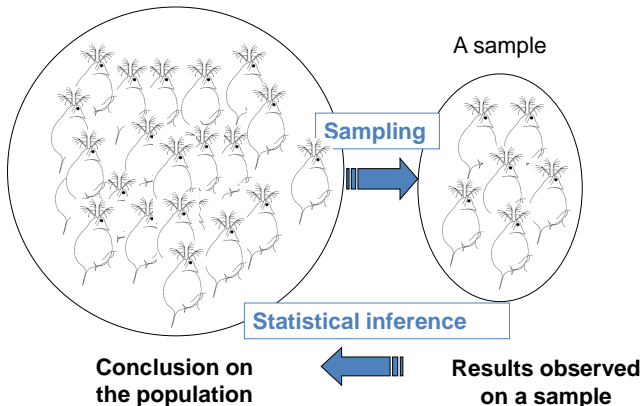 A sample
Sampling
Statistical inference
Conclusion on
the population
Results observed
on a sample